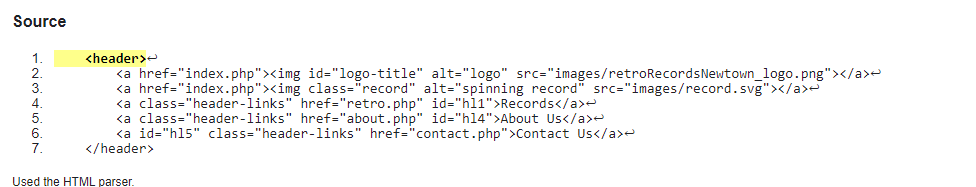 Source
1. <header>↩
2. <a href="index.php"><img id="logo-title" alt="logo" src="images/retroRecordsNewtown_logo.png"></a>↩
3. <a href="index.php"><img class="record" alt="spinning record" src="images/record.svg"></a>↩
4. <a class="header-links" href="retro.php" id="hl1">Records</a>↩
5. <a class="header-links" href="about.php" id="hl4">About Us</a>↩
6. <a id="hl5" class="header-links" href="contact.php">Contact Us</a>↩
7. </header>
Used the HTML parser.